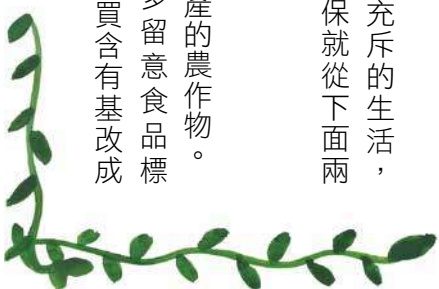 充斥的生活，
保就從下面兩
產的農作物。
多留意食品標
買含有基改成